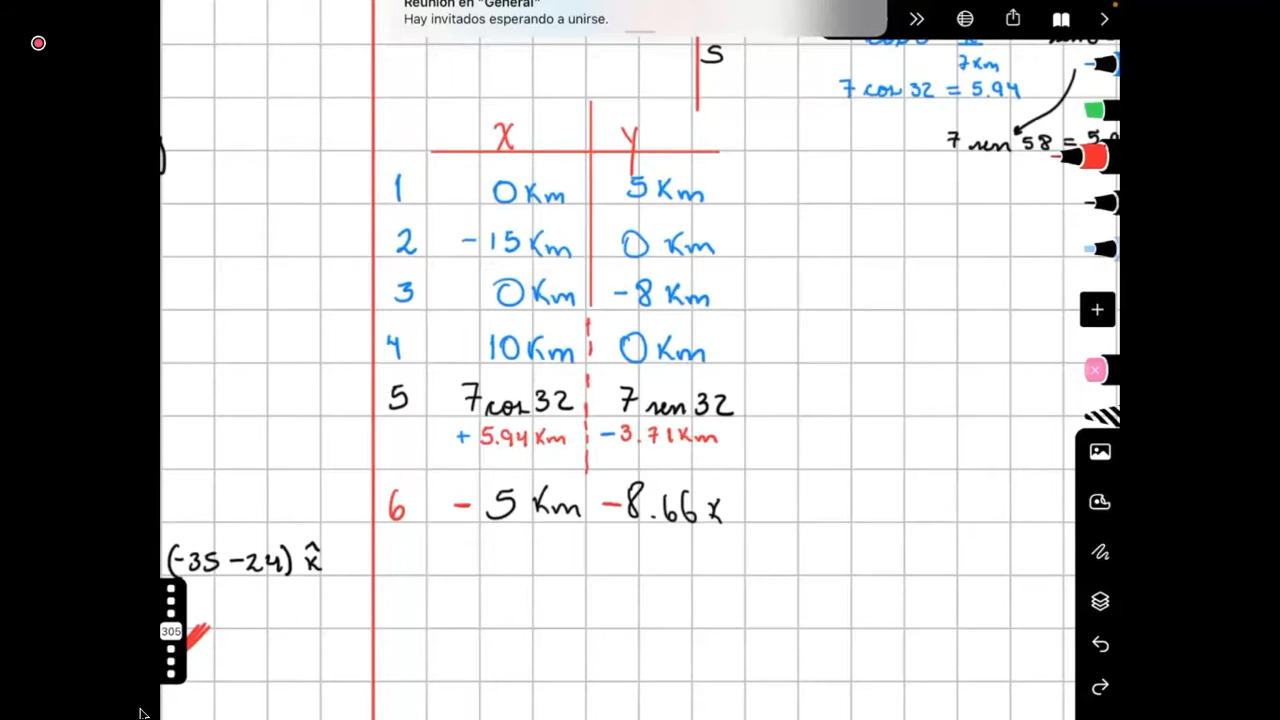 Reunión en "General"
Hay invitados esperando a unirse.
S
7 km
7 cos 32 = 5.94
7 sen 58 =
X Y
1 0 Km 5 Km
2 -15 Km 0 Km
3 0 Km -8 Km
4 10 Km 0 Km
5 7 cos 32 7 sen 32
+ 5.94 Km -3.71 Km
6 - 5 Km -8.66 x
(-35 -24) k̂
305